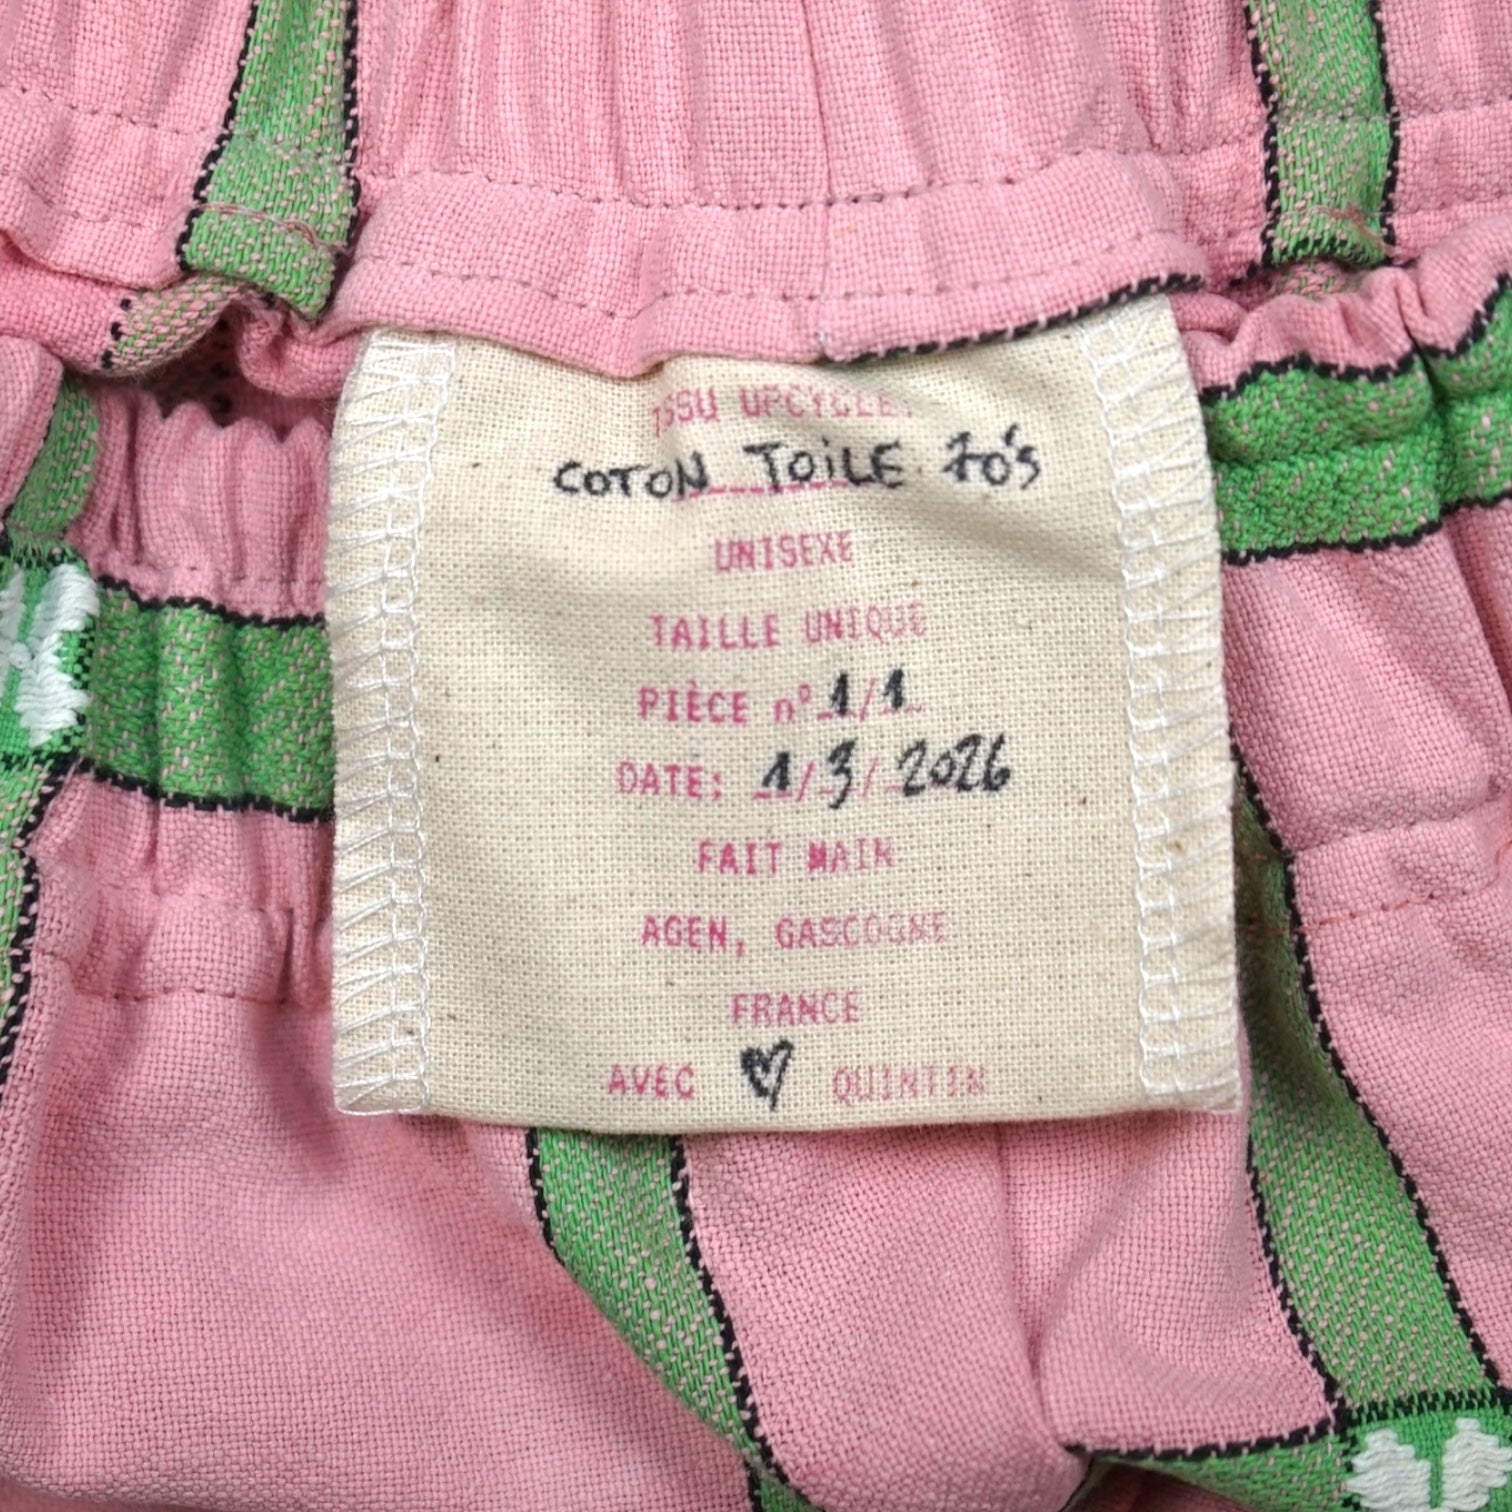 TISSU UPCYCLÉ:
COTON TOILE 70's
UNISEXE
TAILLE UNIQUE
PIÈCE nº 1/1
DATE: 1/3/2026
FAIT MAIN
AGEN, GASCOGNE
FRANCE
AVEC ♡ QUINTIN